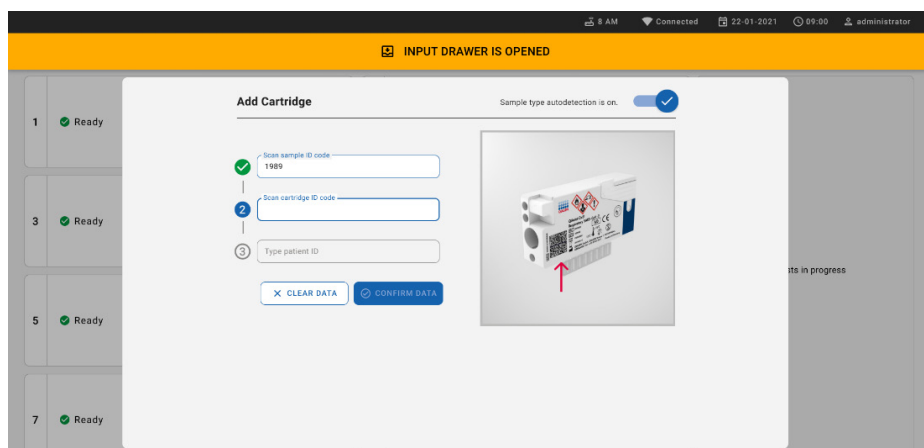 8 AM Connected 22-01-2021 09:00 administrator
INPUT DRAWER IS OPENED
Add Cartridge
Sample type autodetection is on.
1 Ready
Scan sample ID code
1989
Scan cartridge ID code
2
3 Ready
3 Type patient ID
sts in progress
CLEAR DATA CONFIRM DATA
5 Ready
7 Ready